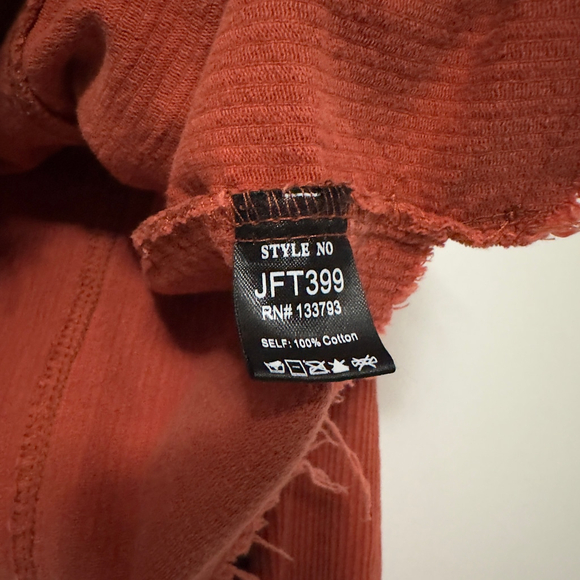 STYLE NO
JFT399
RN# 133793
SELF: 100% Cotton